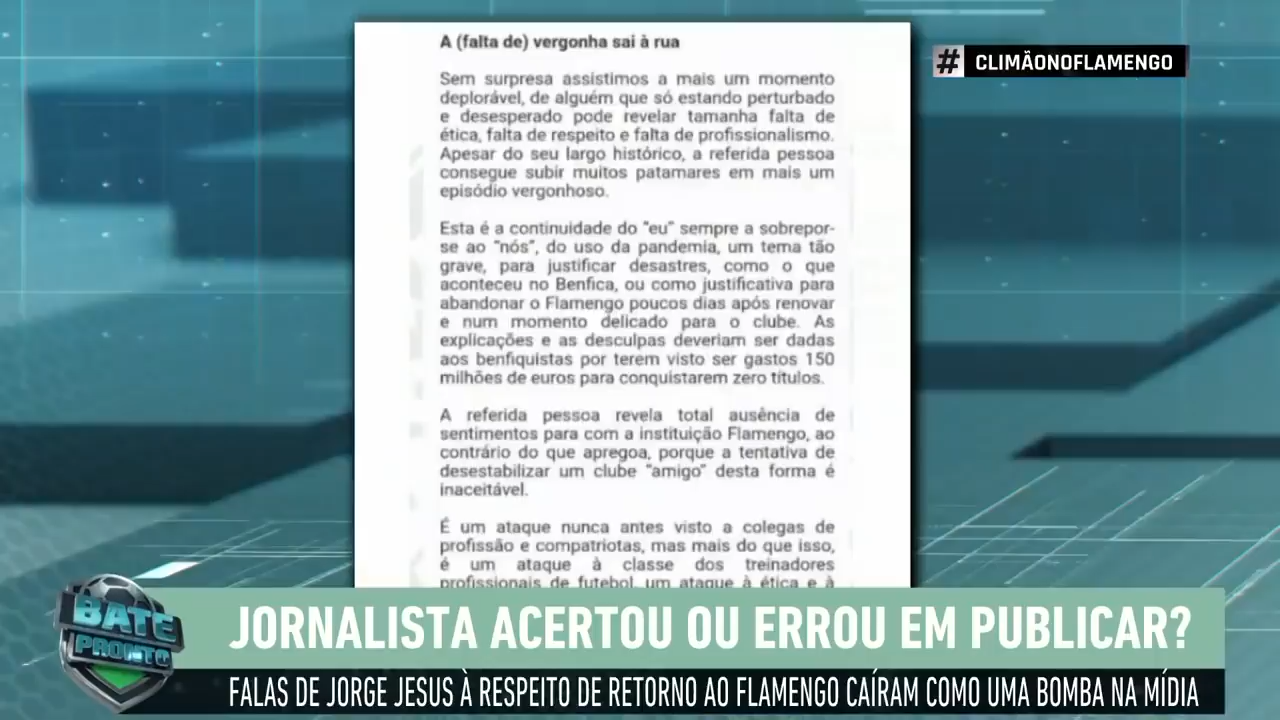 A (falta de) vergonha sai à rua
Sem surpresa assistimos a mais um momento
deplorável, de alguém que só estando perturbado
e desesperado pode revelar tamanha falta de
ética, falta de respeito e falta de profissionalismo.
Apesar do seu largo histórico, a referida pessoa
consegue subir muitos patamares em mais um
episódio vergonhoso.
Esta é a continuidade do "eu" sempre a sobrepor-
se ao "nós", do uso da pandemia, um tema tão
grave, para justificar desastres, como o que
aconteceu no Benfica, ou como justificativa para
abandonar o Flamengo poucos dias após renovar
e num momento delicado para o clube. As
explicações e as desculpas deveriam ser dadas
aos benfiquistas por terem visto ser gastos 150
milhões de euros para conquistarem zero títulos.
A referida pessoa revela total ausência de
sentimentos para com a instituição Flamengo, ao
contrário do que apregoa, porque a tentativa de
desestabilizar um clube "amigo" desta forma é
inaceitável.
É um ataque nunca antes visto a colegas de
profissão e compatriotas, mas mais do que isso,
é um ataque à classe dos treinadores
profissionais de futebol, um ataque à ética e à
# CLIMÃONOFLAMENGO
BATE
PRONTO
JORNALISTA ACERTOU OU ERROU EM PUBLICAR?
FALAS DE JORGE JESUS À RESPEITO DE RETORNO AO FLAMENGO CAÍRAM COMO UMA BOMBA NA MÍDIA